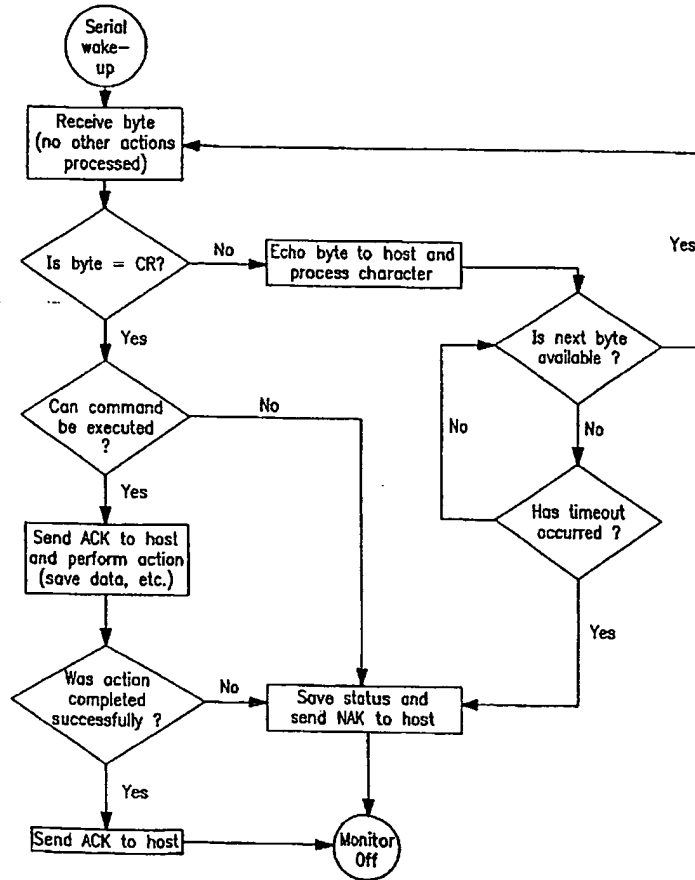 Serial
wake-
up
Receive byte
(no other actions
processed)
Is byte = CR?
No
Echo byte to host and
process character
Yes
Yes
Is next byte
available ?
Can command
be executed
?
No
No
No
Yes
Has timeout
occurred ?
Send ACK to host
and perform action
(save data, etc.)
Yes
Was action
completed
successfully ?
No
Save status and
send NAK to host
Yes
Send ACK to host
Monitor
Off